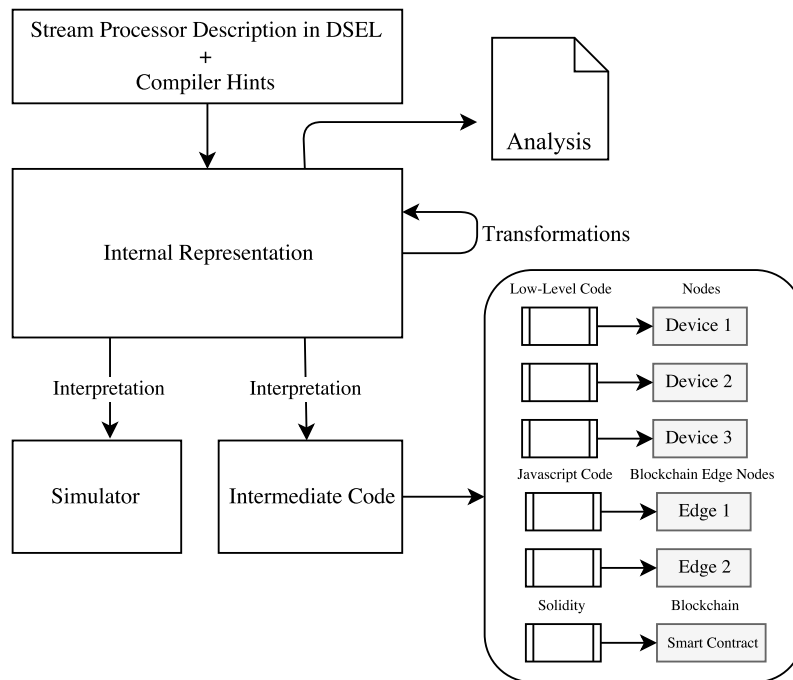 Stream Processor Description in DSEL
+
Compiler Hints
Analysis
Internal Representation
Transformations
Interpretation
Interpretation
Simulator
Intermediate Code
Low-Level Code
Nodes
Device 1
Device 2
Device 3
Javascript Code
Blockchain Edge Nodes
Edge 1
Edge 2
Solidity
Blockchain
Smart Contract